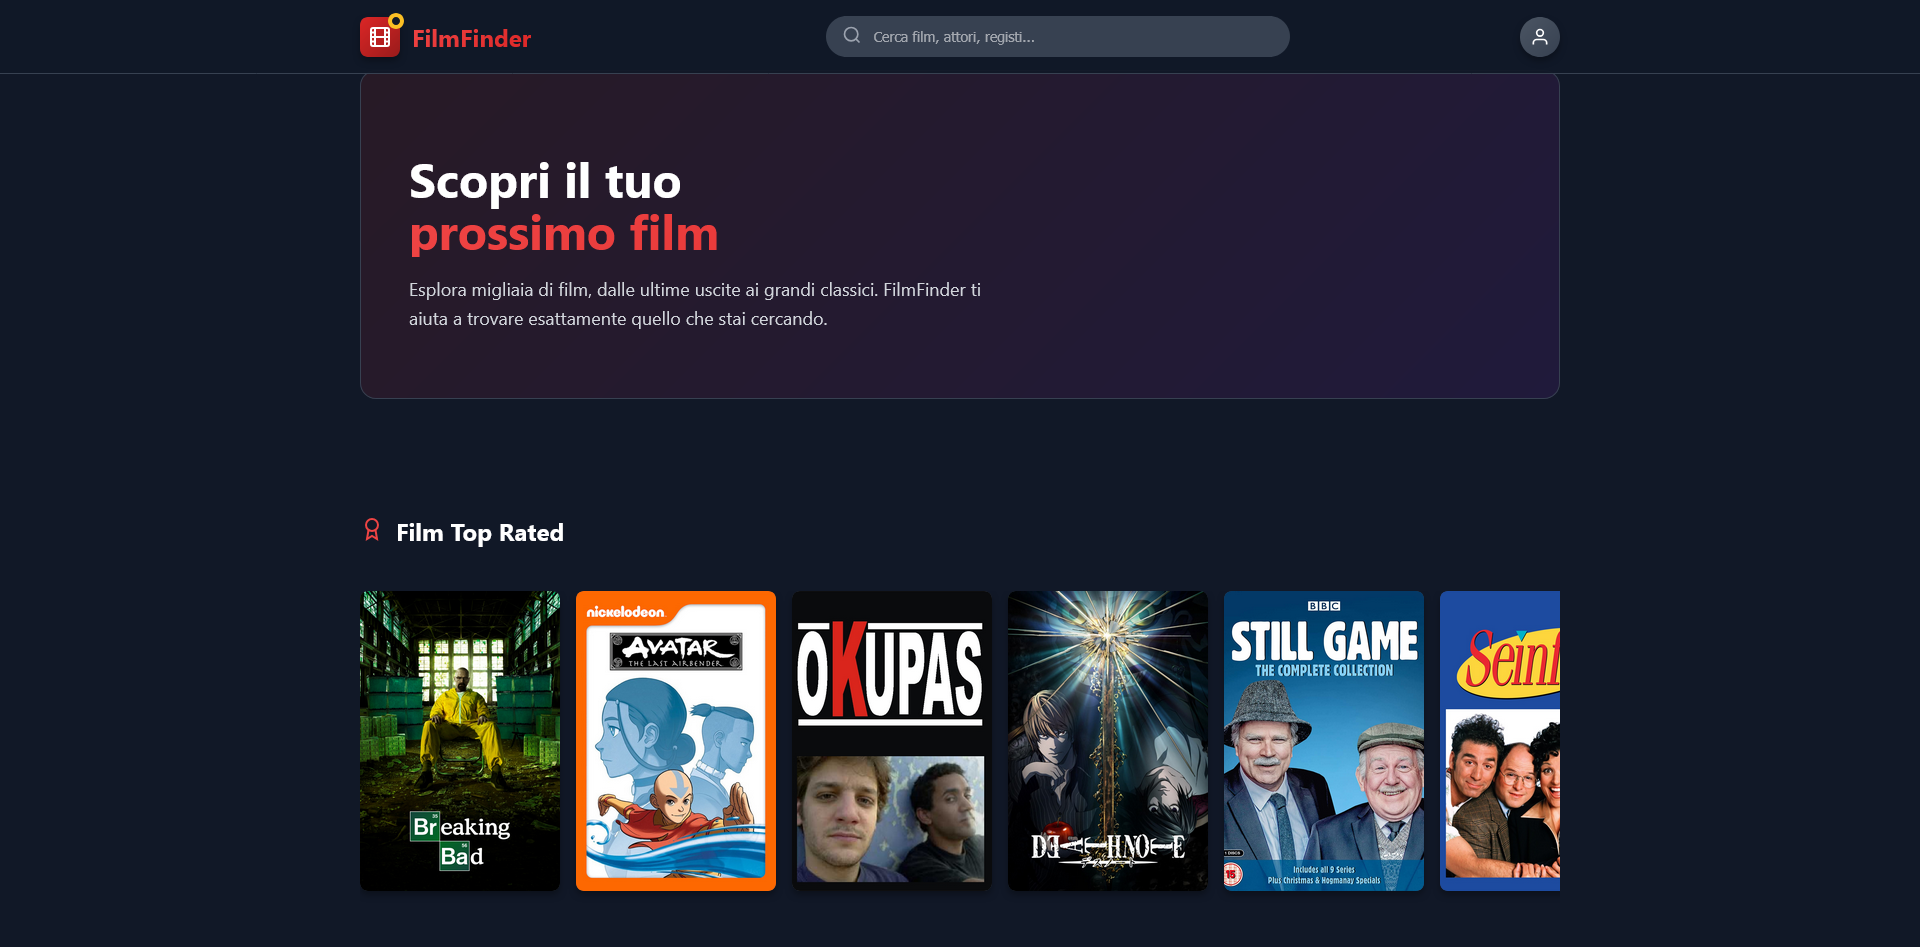 FilmFinder
Cerca film, attori, registi...
Scopri il tuo
prossimo film
Esplora migliaia di film, dalle ultime uscite ai grandi classici. FilmFinder ti
aiuta a trovare esattamente quello che stai cercando.
Film Top Rated
35
Breaking
56
Bad
nickelodeon
AVATAR
THE LAST AIRBENDER
OKUPAS
DEATH NOTE
BBC
STILL GAME
THE COMPLETE COLLECTION
15
Includes all 9 Series
Plus Christmas & Hogmanay Specials
Seinf